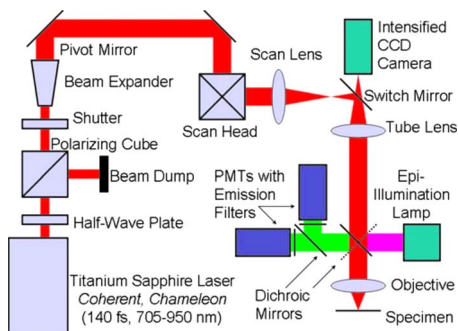 Pivot Mirror
Beam Expander
Shutter
Polarizing Cube
Beam Dump
Half-Wave Plate
Titanium Sapphire Laser
Coherent, Chameleon
(140 fs, 705-950 nm)
Scan Lens
Scan Head
Intensified
CCD
Camera
Switch Mirror
Tube Lens
PMTs with
Emission
Filters
Epi-
Illumination
Lamp
Dichroic
Mirrors
Objective
Specimen